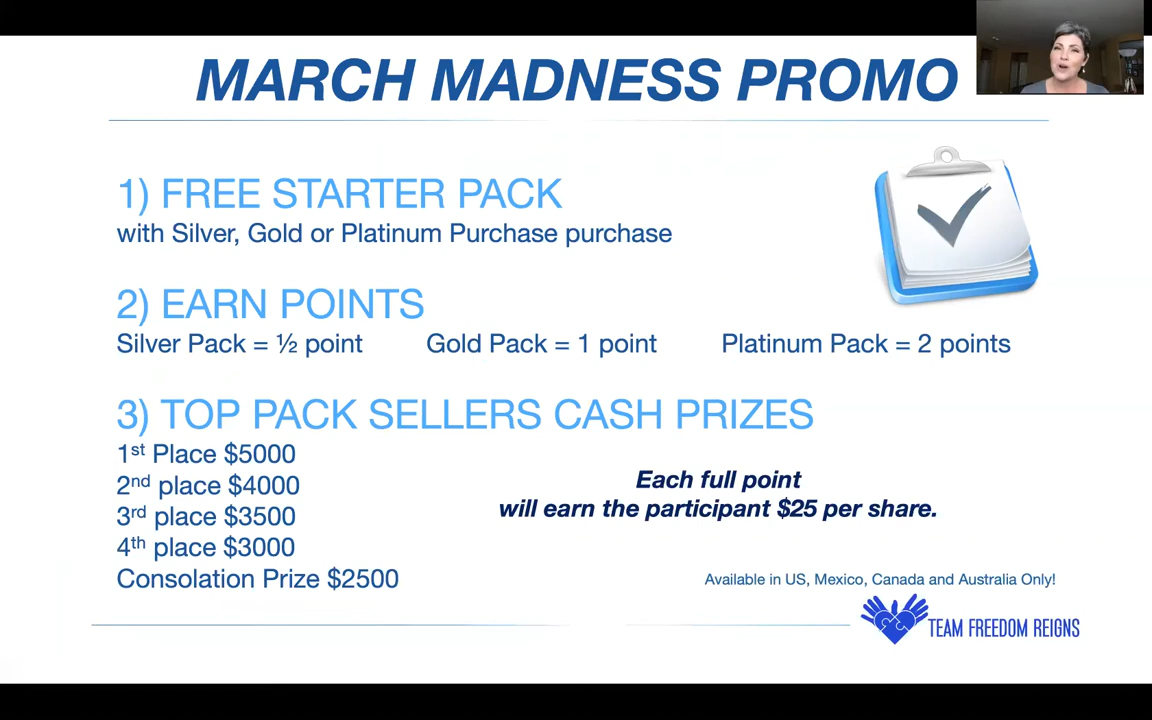 MARCH MADNESS PROMO
1) FREE STARTER PACK
with Silver, Gold or Platinum Purchase purchase
2) EARN POINTS
Silver Pack = ½ point Gold Pack = 1 point Platinum Pack = 2 points
3) TOP PACK SELLERS CASH PRIZES
1st Place $5000
2nd place $4000
3rd place $3500
4th place $3000
Consolation Prize $2500
Each full point
will earn the participant $25 per share.
Available in US, Mexico, Canada and Australia Only!
TEAM FREEDOM REIGNS